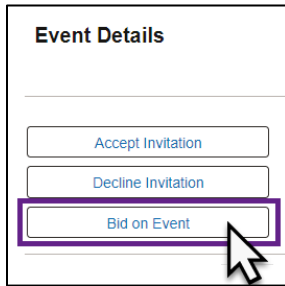 Event Details
Accept Invitation
Decline Invitation
Bid on Event